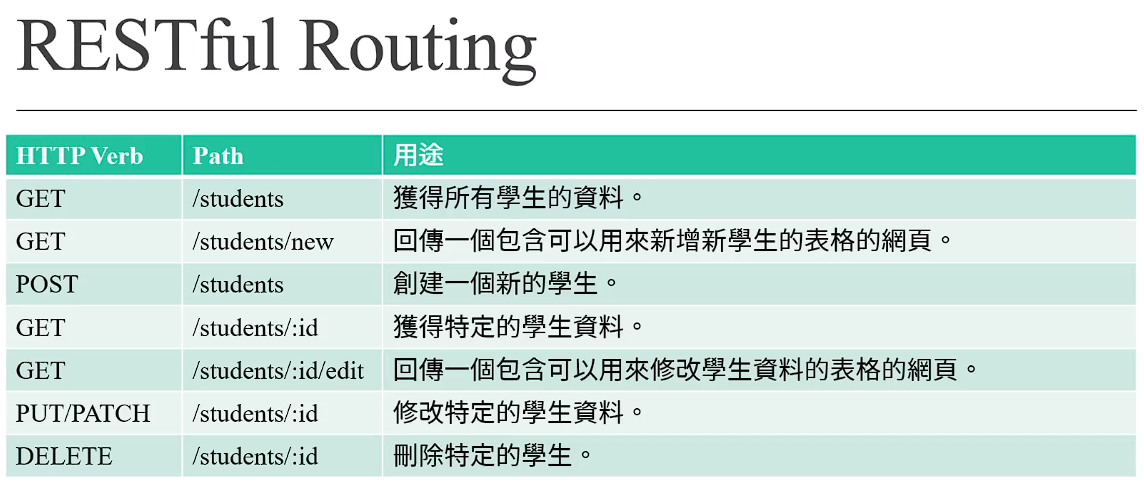 RESTful Routing
HTTP Verb Path 用途
GET /students 獲得所有學生的資料。
GET /students/new 回傳一個包含可以用來新增新學生的表格的網頁。
POST /students 創建一個新的學生。
GET /students/:id 獲得特定的學生資料。
GET /students/:id/edit 回傳一個包含可以用來修改學生資料的表格的網頁。
PUT/PATCH /students/:id 修改特定的學生資料。
DELETE /students/:id 刪除特定的學生。